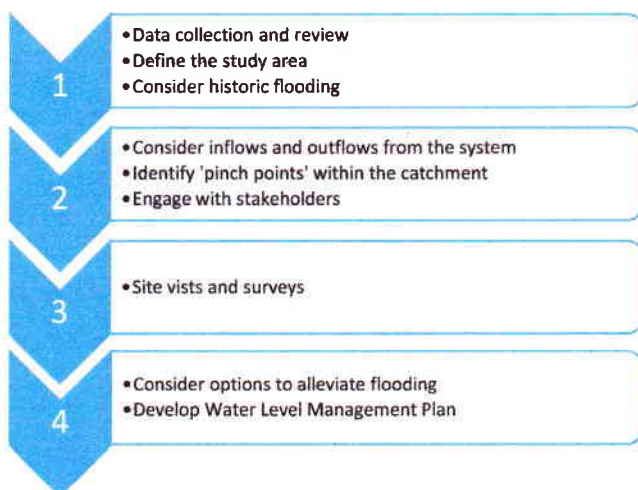 1
•Data collection and review
•Define the study area
•Consider historic flooding
2
•Consider inflows and outflows from the system
•Identify 'pinch points' within the catchment
•Engage with stakeholders
3
•Site vists and surveys
4
•Consider options to alleviate flooding
•Develop Water Level Management Plan